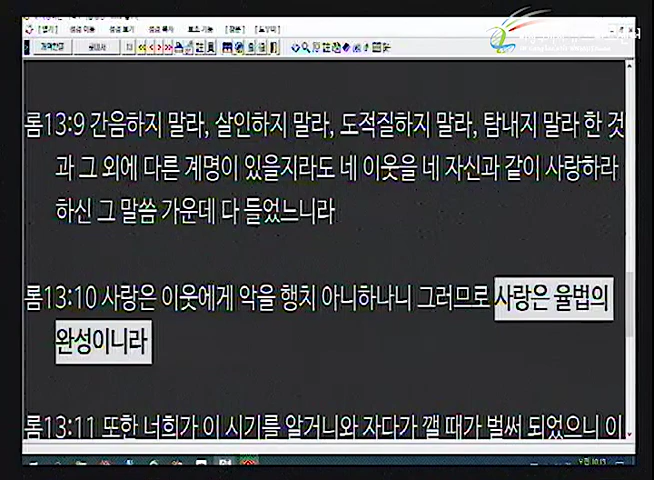 롬13:9 간음하지 말라, 살인하지 말라, 도적질하지 말라, 탐내지 말라 한 것
과 그 외에 다른 계명이 있을지라도 네 이웃을 네 자신과 같이 사랑하라
하신 그 말씀 가운데 다 들었느니라
롬13:10 사랑은 이웃에게 악을 행치 아니하나니 그러므로 사랑은 율법의
완성이니라
롬13:11 또한 너희가 이 시기를 알거니와 자다가 깰 때가 벌써 되었으니 이